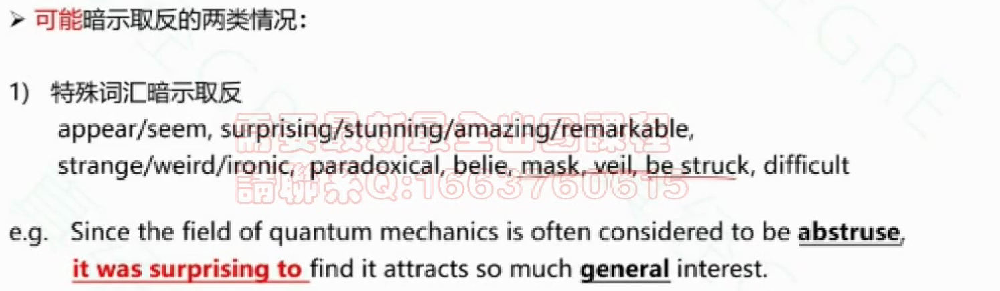 ➢ 可能暗示取反的两类情况：
1) 特殊词汇暗示取反
appear/seem, surprising/stunning/amazing/remarkable,
需要最新最全出国課程
strange/weird/ironic, paradoxical, belie, mask, veil, be struck, difficult
請聯系Q:1663760615
e.g. Since the field of quantum mechanics is often considered to be abstruse,
it was surprising to find it attracts so much general interest.